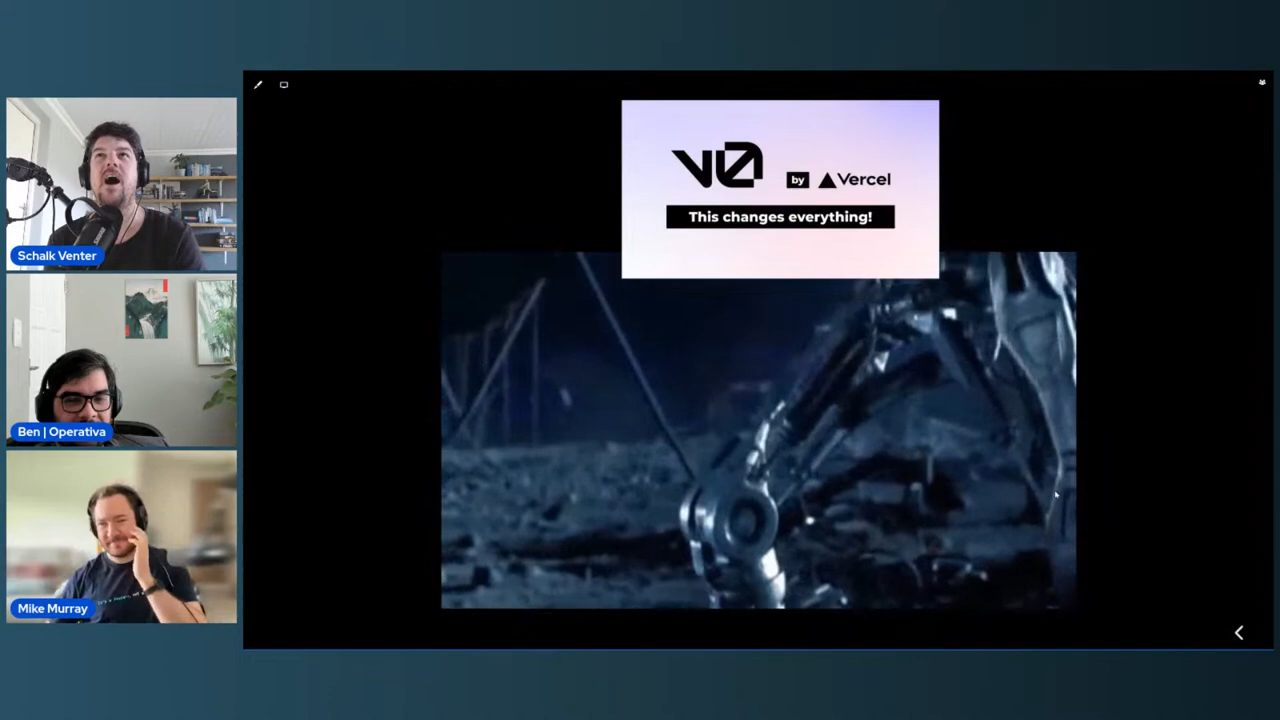 v0
by Vercel
This changes everything!
Schalk Venter
Ben | Operativa
Mike Murray